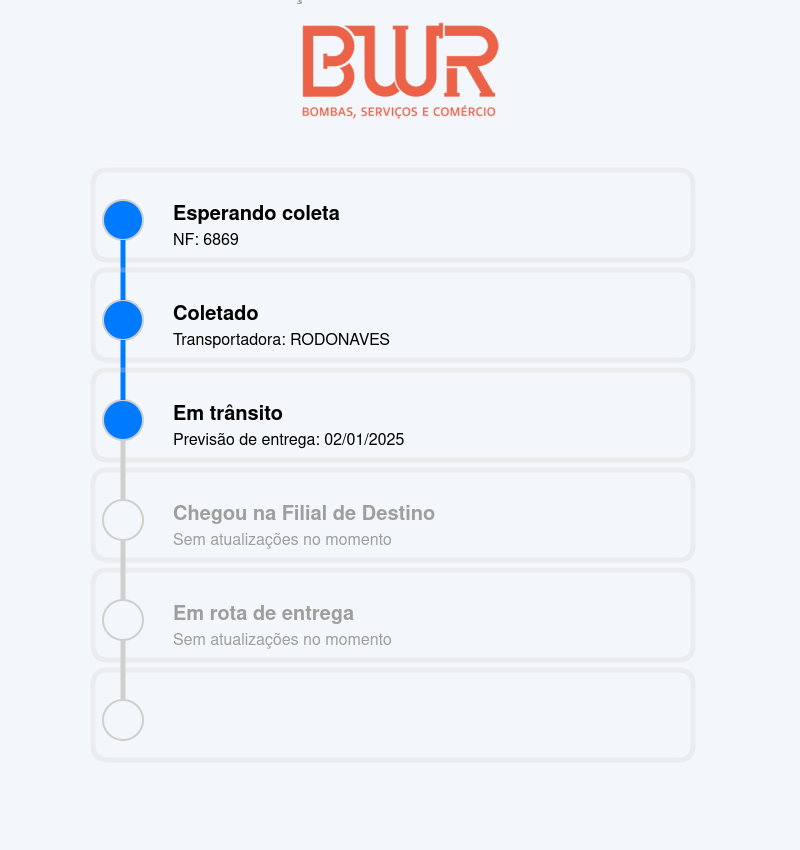 BWR
BOMBAS, SERVIÇOS E COMÉRCIO
Esperando coleta
NF: 6869
Coletado
Transportadora: RODONAVES
Em trânsito
Previsão de entrega: 02/01/2025
Chegou na Filial de Destino
Sem atualizações no momento
Em rota de entrega
Sem atualizações no momento